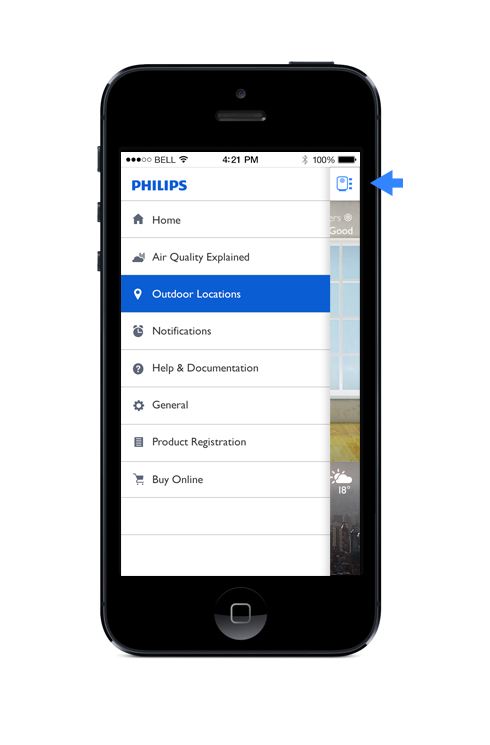 BELL 4:21 PM 100%
PHILIPS
Home
ers
Good
Air Quality Explained
Outdoor Locations
Notifications
Help & Documentation
General
Product Registration
Buy Online
18°